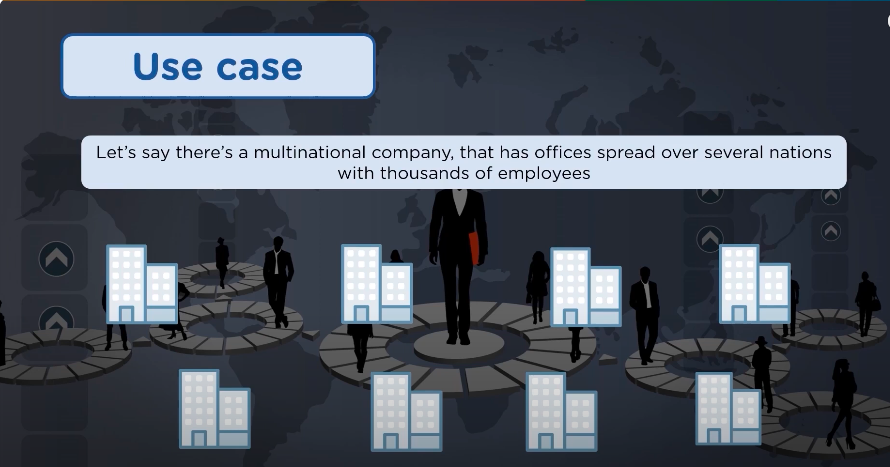 Use case
Let's say there's a multinational company, that has offices spread over several nations
with thousands of employees